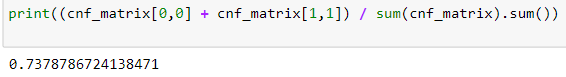 print((cnf_matrix[0,0] + cnf_matrix[1,1]) / sum(cnf_matrix).sum())
0.7378786724138471